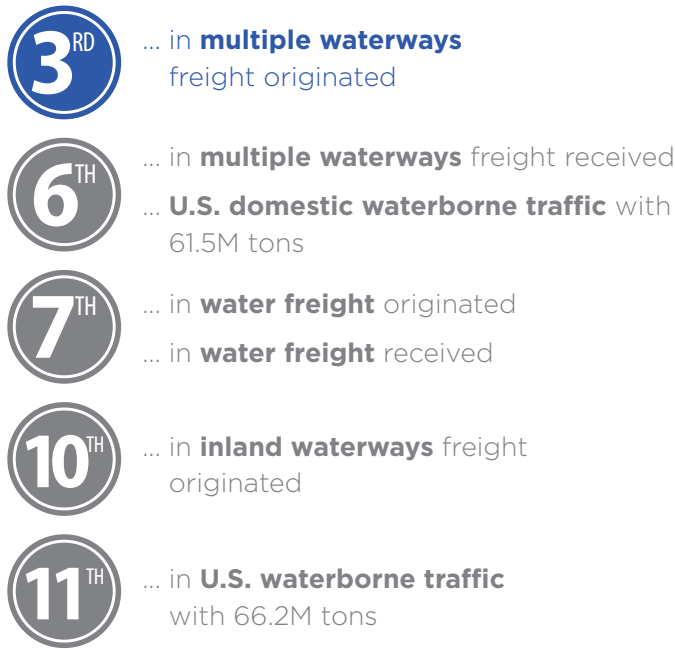 3RD
... in multiple waterways
freight originated
6TH
... in multiple waterways freight received
... U.S. domestic waterborne traffic with
61.5M tons
7TH
... in water freight originated
... in water freight received
10TH
... in inland waterways freight
originated
11TH
... in U.S. waterborne traffic
with 66.2M tons